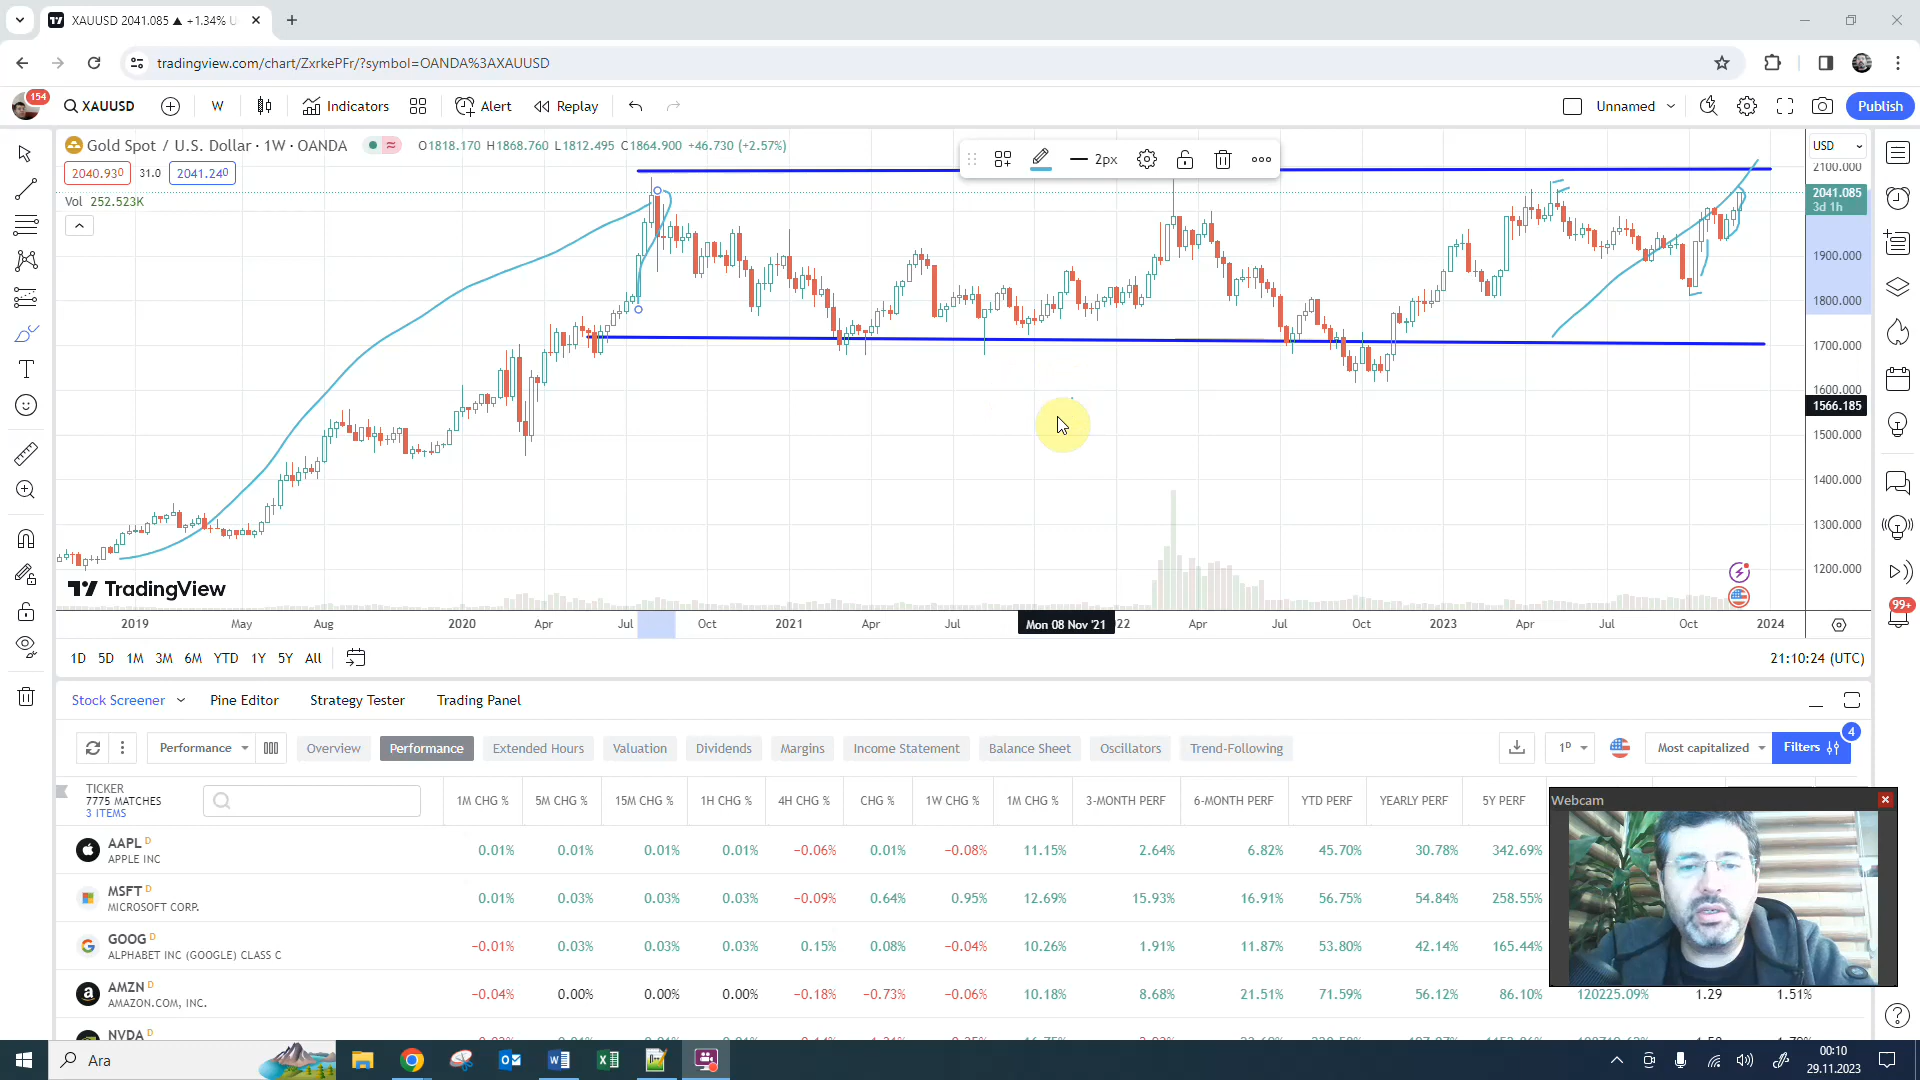 XAUUSD 2041.085 ▲ +1.34% U
tradingview.com/chart/ZxrkePFr/?symbol=OANDA%3AXAUUSD
154
XAUUSD
W
Indicators
Alert
Replay
Unnamed
Publish
Gold Spot / U.S. Dollar · 1W · OANDA
O1818.170 H1868.760 L1812.495 C1864.900 +46.730 (+2.57%)
2px
USD
2040.930
31.0
2041.240
Vol 252.523K
2100.000
2041.085
3d 1h
1900.000
1800.000
1700.000
1600.000
1566.185
1500.000
1400.000
1300.000
1200.000
TradingView
99+
2019 May Aug 2020 Apr Jul Oct 2021 Apr Jul Mon 08 Nov '21 22 Apr Jul Oct 2023 Apr Jul Oct 2024
1D 5D 1M 3M 6M YTD 1Y 5Y All
21:10:24 (UTC)
Stock Screener Pine Editor Strategy Tester Trading Panel
4
Performance Overview Performance Extended Hours Valuation Dividends Margins Income Statement Balance Sheet Oscillators Trend-Following
1D
Most capitalized
Filters
TICKER
7775 MATCHES
3 ITEMS
1M CHG % 5M CHG % 15M CHG % 1H CHG % 4H CHG % CHG % 1W CHG % 1M CHG % 3-MONTH PERF 6-MONTH PERF YTD PERF YEARLY PERF 5Y PERF
Webcam
AAPL D
APPLE INC
0.01% 0.01% 0.01% 0.01% −0.06% 0.01% −0.08% 11.15% 2.64% 6.82% 45.70% 30.78% 342.69%
MSFT D
MICROSOFT CORP.
0.01% 0.03% 0.03% 0.03% −0.09% 0.64% 0.95% 12.69% 15.93% 16.91% 56.75% 54.84% 258.55%
GOOG D
ALPHABET INC (GOOGLE) CLASS C
−0.01% 0.03% 0.03% 0.03% 0.15% 0.08% −0.04% 10.26% 1.91% 11.87% 53.80% 42.14% 165.44%
AMZN D
AMAZON.COM, INC.
−0.04% 0.00% 0.00% 0.00% −0.18% −0.73% −0.06% 10.18% 8.68% 21.51% 71.59% 56.12% 86.10% 120225.09% 1.29 1.51%
NVDA D
Ara
00:10
29.11.2023